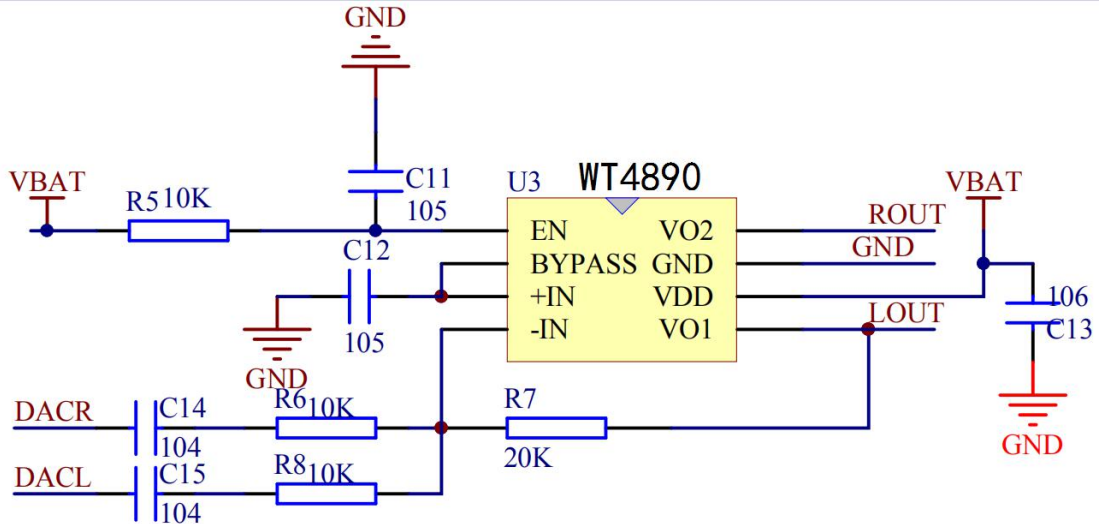 GND
C11
105
VBAT
R5 10K
U3
WT4890
VBAT
EN
VO2
ROUT
C12
BYPASS
GND
GND
+IN
VDD
106
105
-IN
VO1
LOUT
C13
GND
DACR
C14
R6 10K
R7
104
20K
GND
DACL
C15
R8 10K
104